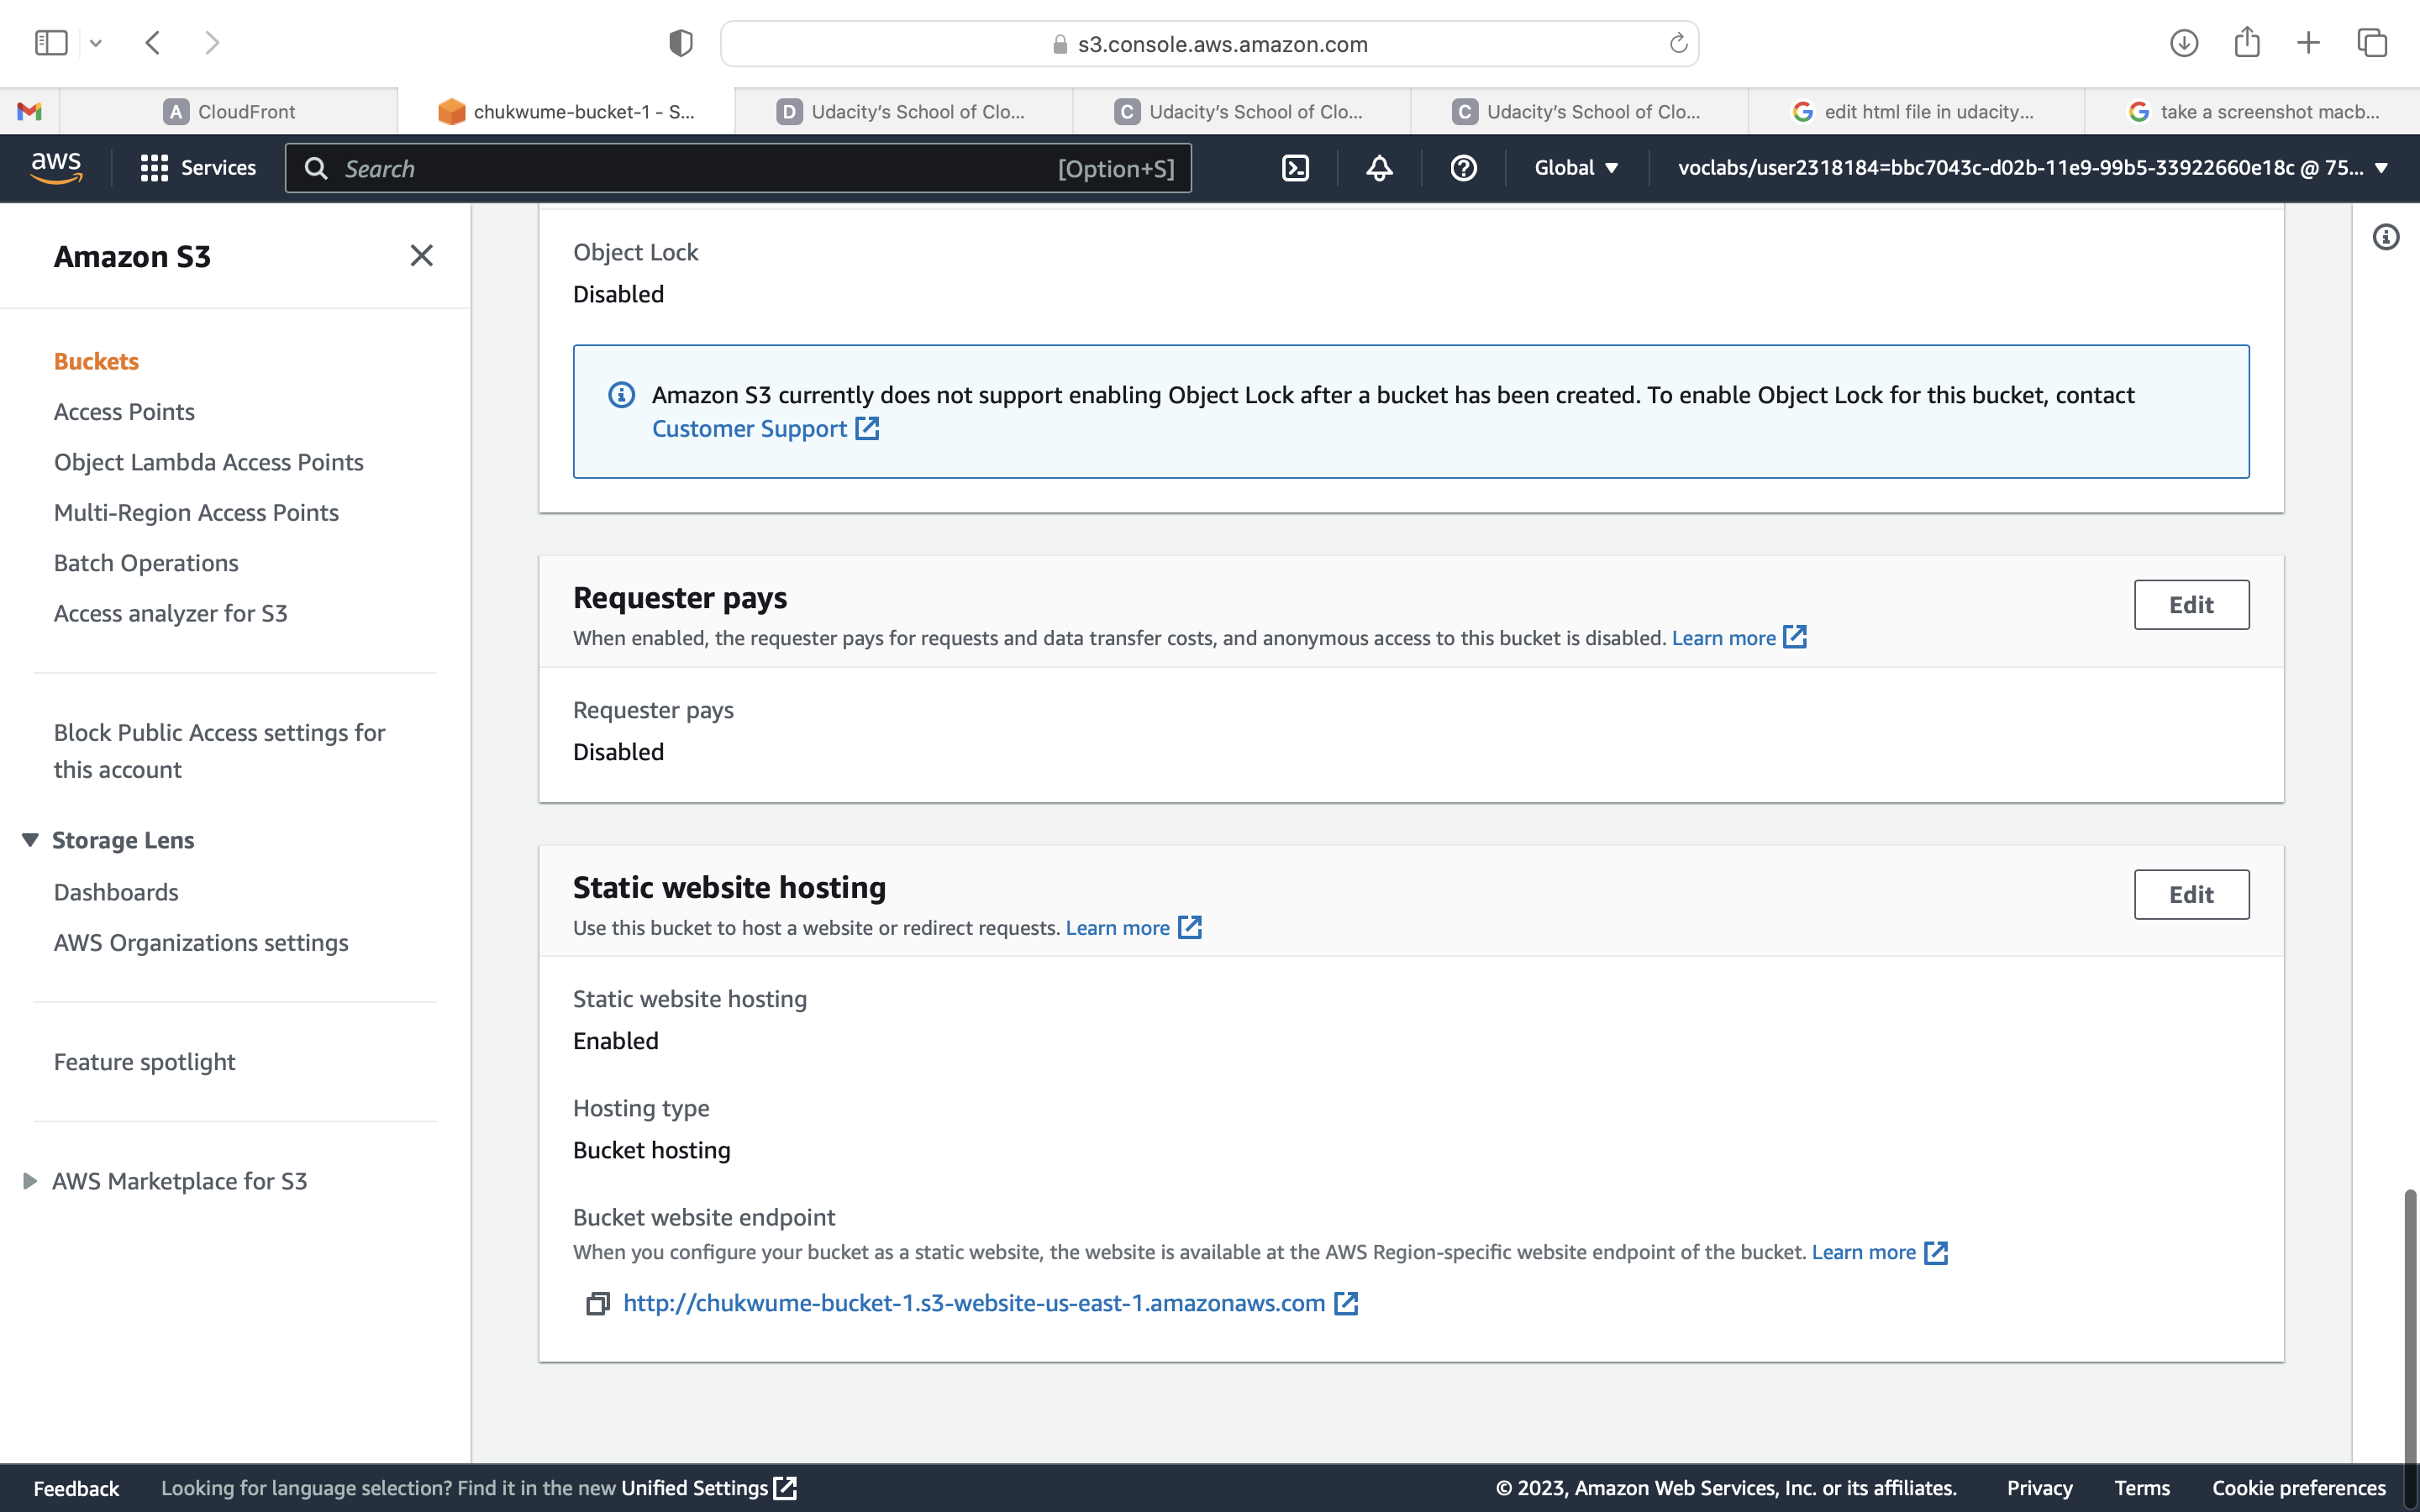 s3.console.aws.amazon.com
A CloudFront
chukwume-bucket-1 - S...
D Udacity’s School of Clo...
C Udacity’s School of Clo...
C Udacity’s School of Clo...
edit html file in udacity...
take a screenshot macb...
aws
Services
Search
[Option+S]
Global
voclabs/user2318184=bbc7043c-d02b-11e9-99b5-33922660e18c @ 75...
Amazon S3
Buckets
Access Points
Object Lambda Access Points
Multi-Region Access Points
Batch Operations
Access analyzer for S3
Block Public Access settings for
this account
Storage Lens
Dashboards
AWS Organizations settings
Feature spotlight
AWS Marketplace for S3
Object Lock
Disabled
Amazon S3 currently does not support enabling Object Lock after a bucket has been created. To enable Object Lock for this bucket, contact
Customer Support
Requester pays
Edit
When enabled, the requester pays for requests and data transfer costs, and anonymous access to this bucket is disabled. Learn more
Requester pays
Disabled
Static website hosting
Edit
Use this bucket to host a website or redirect requests. Learn more
Static website hosting
Enabled
Hosting type
Bucket hosting
Bucket website endpoint
When you configure your bucket as a static website, the website is available at the AWS Region-specific website endpoint of the bucket. Learn more
http://chukwume-bucket-1.s3-website-us-east-1.amazonaws.com
Feedback
Looking for language selection? Find it in the new Unified Settings
© 2023, Amazon Web Services, Inc. or its affiliates.
Privacy
Terms
Cookie preferences